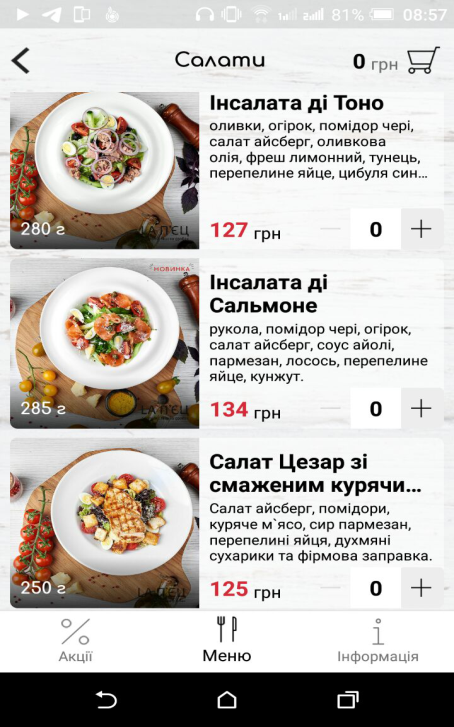 81% 08:57
Салати
0 грн
Інсалата ді Тоно
оливки, огірок, помідор чері,
салат айсберг, оливкова
олія, фреш лимонний, тунець,
перепелине яйце, цибуля син…
280 г
127 грн
0
НОВИНКА
Інсалата ді
Сальмоне
рукола, помідор чері, огірок,
салат айсберг, соус айолі,
пармезан, лосось, перепелине
яйце, кунжут.
285 г
134 грн
0
Салат Цезар зі
смаженим курячи…
Салат айсберг, помідори,
куряче м`ясо, сир пармезан,
перепелині яйця, духмяні
сухарики та фірмова заправка.
250 г
125 грн
0
Акції
Меню
Інформація